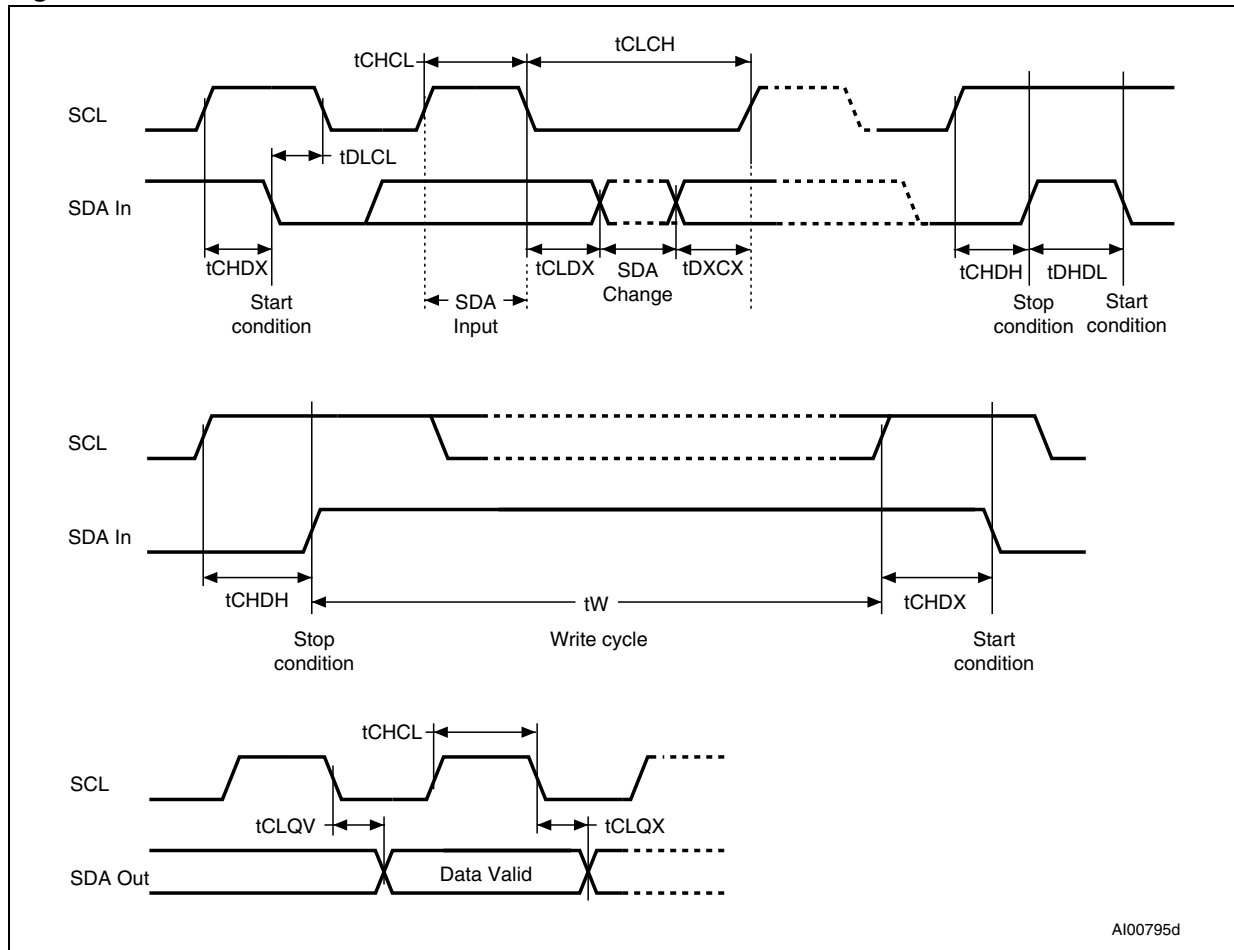 tCHCL
tCLCH
SCL
tDLCL
SDA In
tCHDX
tCLDX
SDA
Change
tDXCX
tCHDH
tDHDL
Start
condition
SDA
Input
Stop
condition
Start
condition
SCL
SDA In
tCHDH
tW
tCHDX
Stop
condition
Write cycle
Start
condition
tCHCL
SCL
tCLQV
tCLQX
SDA Out
Data Valid
AI00795d